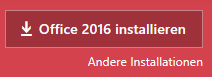 Office 2016 installieren
Andere Installationen